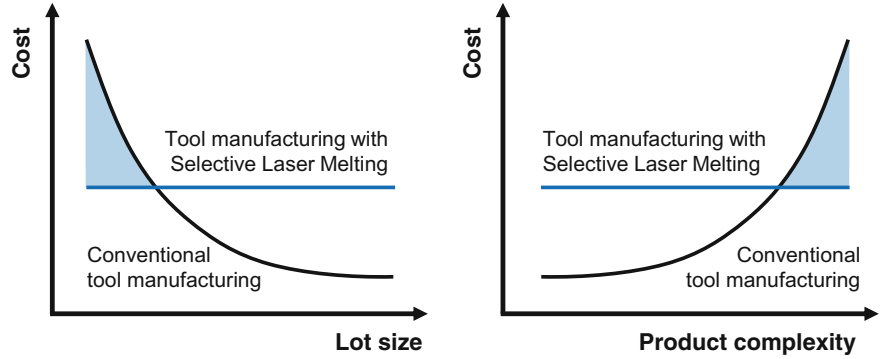 Cost
Tool manufacturing with
Selective Laser Melting
Conventional
tool manufacturing
Lot size
Cost
Tool manufacturing with
Selective Laser Melting
Conventional
tool manufacturing
Product complexity